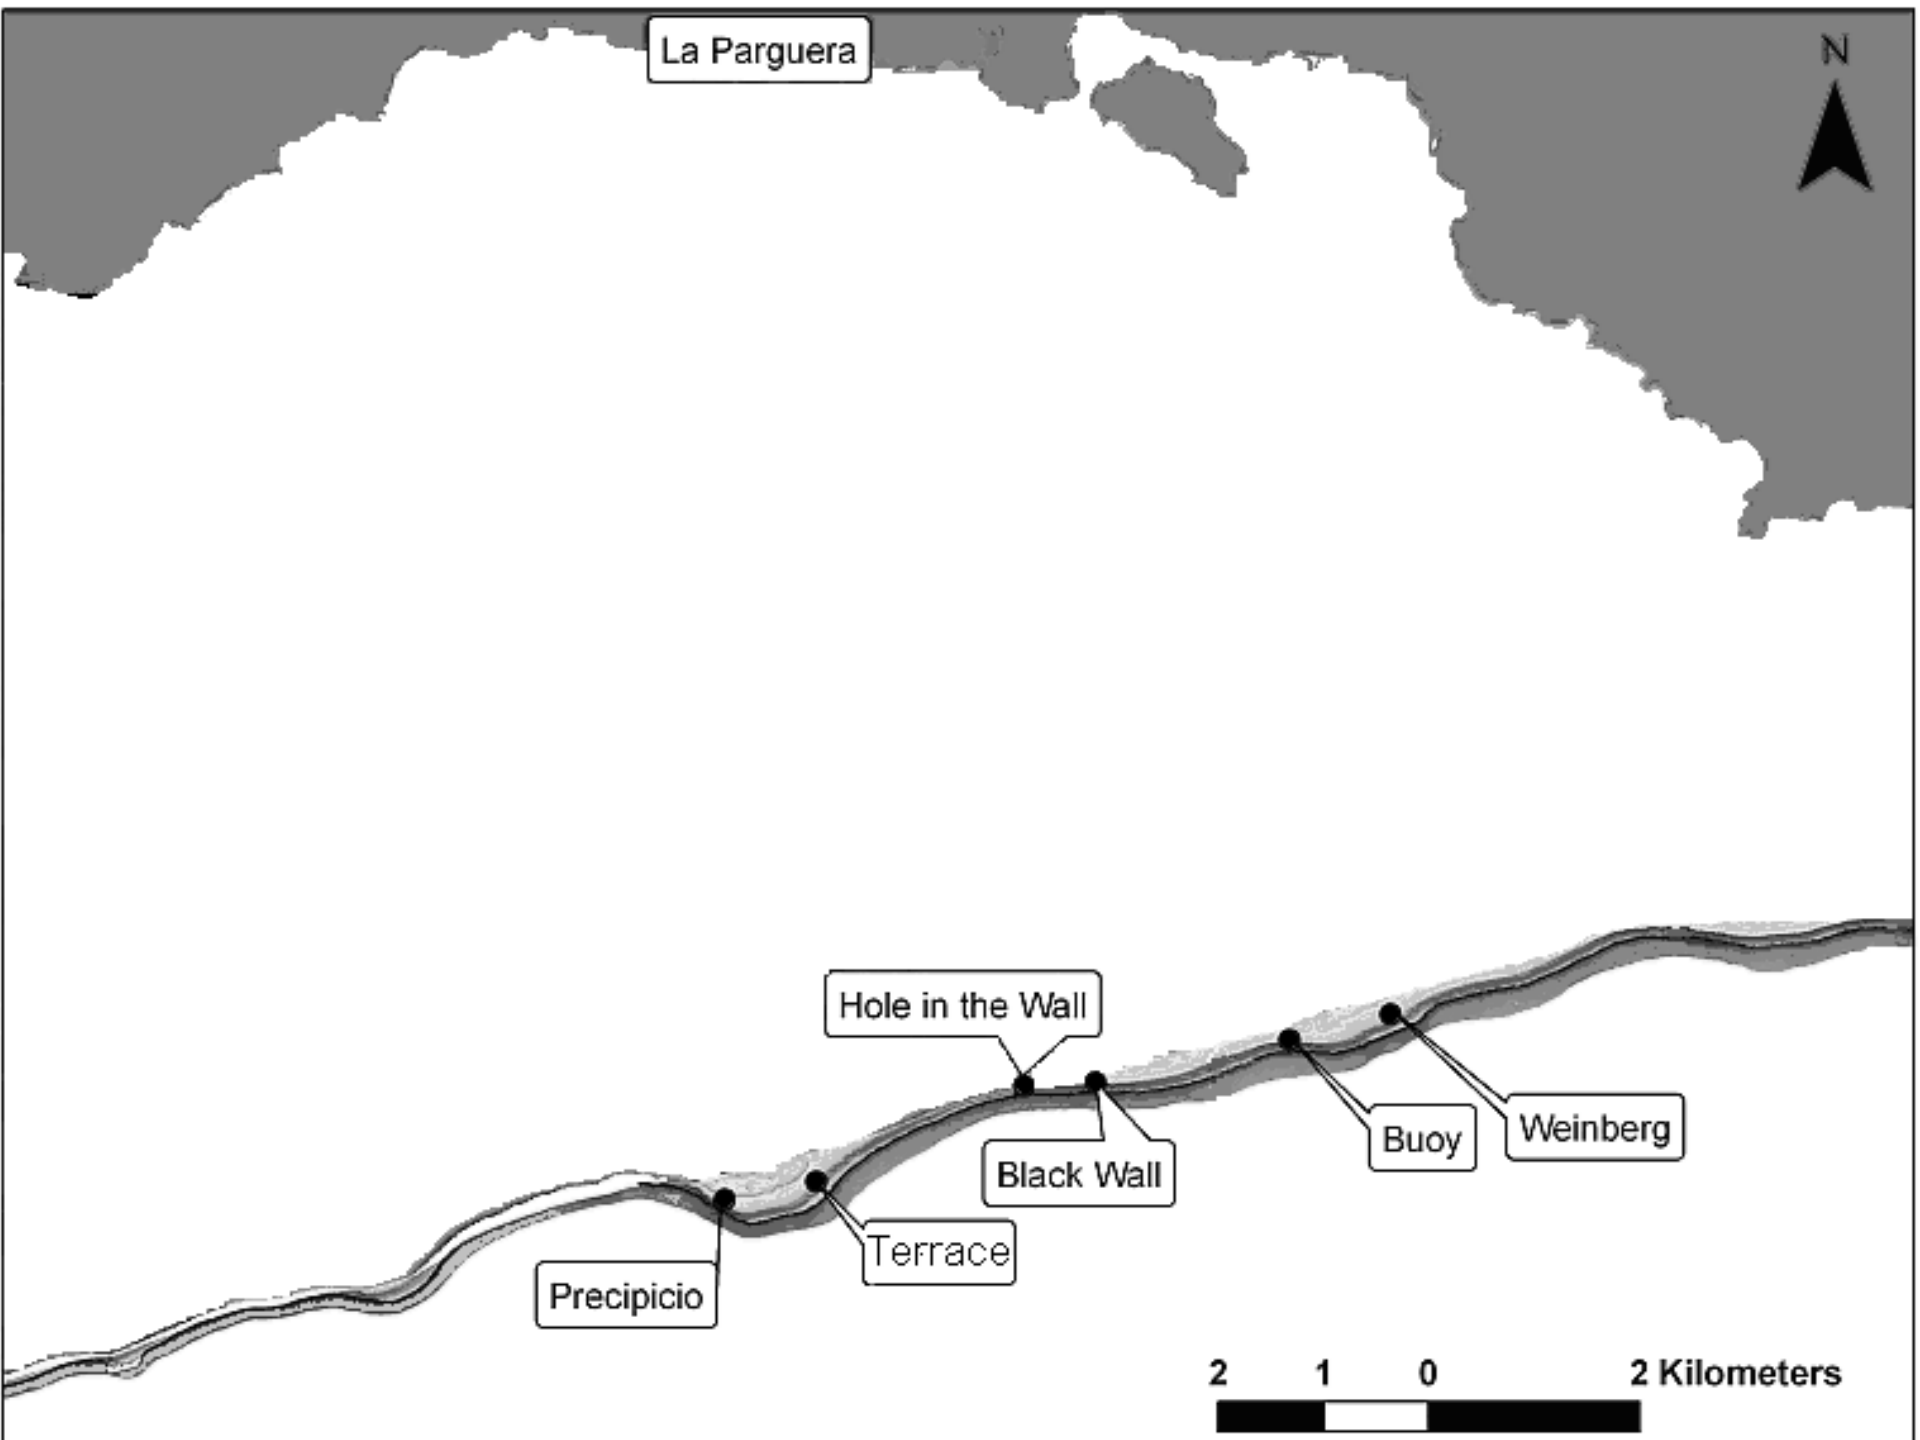 La Parguera
N
Hole in the Wall
Weinberg
Buoy
Black Wall
Terrace
Precipicio
2 1 0 2 Kilometers